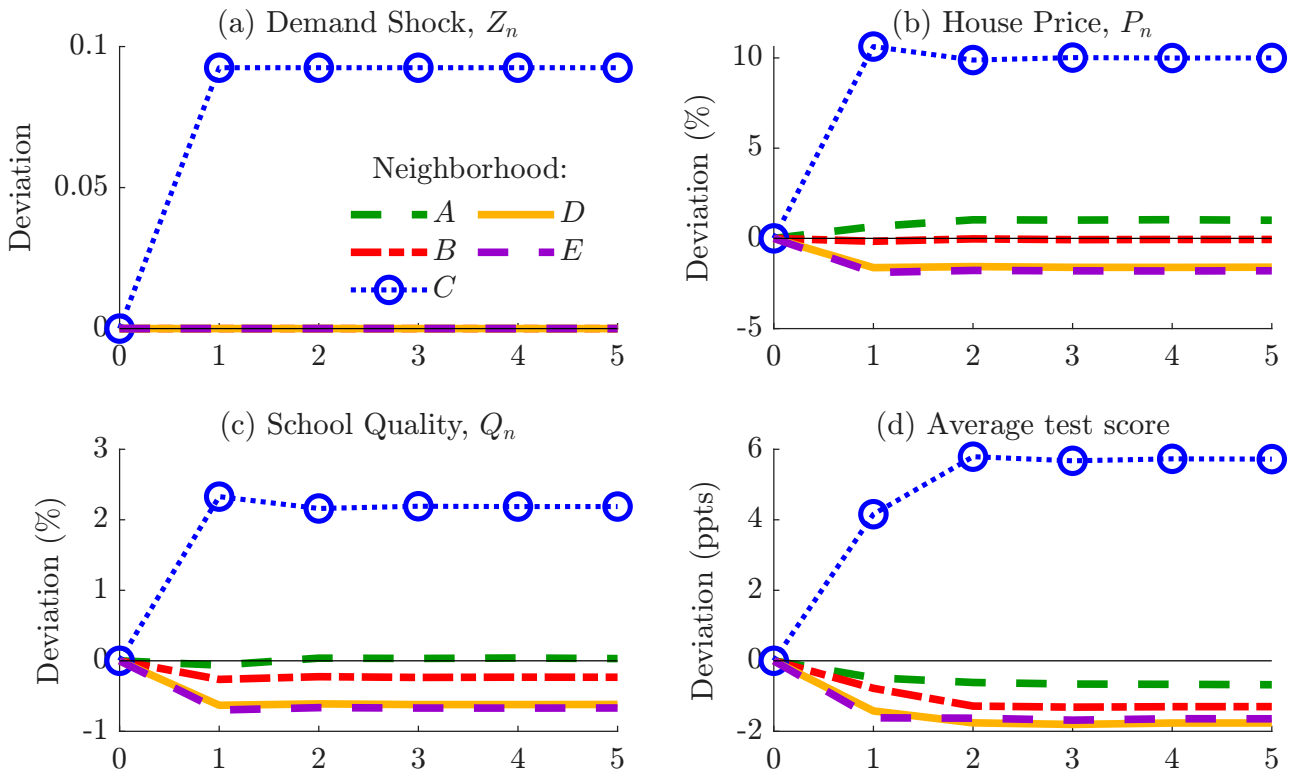 (a) Demand Shock, Zₙ
0.1
0.05
0
Deviation
0 1 2 3 4 5
Neighborhood:
A D
B E
C
(b) House Price, Pₙ
10
5
0
-5
Deviation (%)
0 1 2 3 4 5
(c) School Quality, Qₙ
3
2
1
0
-1
Deviation (%)
0 1 2 3 4 5
(d) Average test score
6
4
2
0
-2
Deviation (ppts)
0 1 2 3 4 5